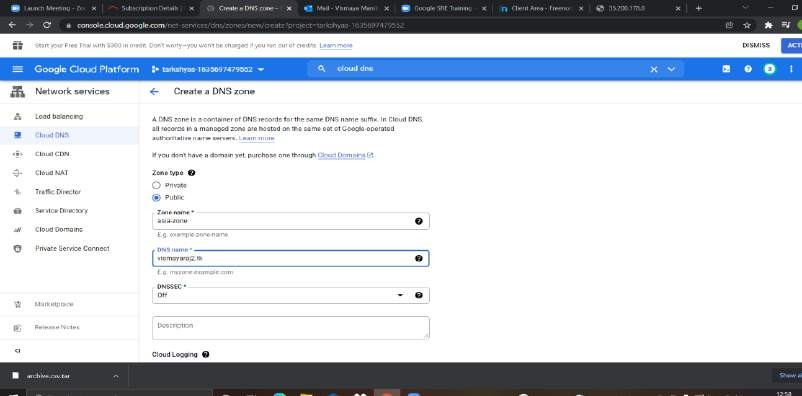 Launch Meeting - Zo
Subscription Details
Create a DNS zone -
Google SRE Training
Client Area - Freenom
35.200.178.0
console.cloud.google.com/net-services/dns/zones/new/create?project=tarkahyas-1635697479552
Start your Free Trial with $300 in credit. Don't worry—you won't be charged if you run out of credits. Learn more
DISMISS
ACTI
Google Cloud Platform
tarkahyas-1635697479552
cloud dns
3
Network services
Create a DNS zone
Load balancing
Cloud DNS
Cloud CDN
Cloud NAT
Traffic Director
Service Directory
Cloud Domains
Private Service Connect
Marketplace
Release Notes
A DNS zone is a container of DNS records for the same DNS name suffix. In Cloud DNS,
all records in a managed zone are hosted on the same set of Google-operated
authoritative name servers. Learn more
If you don't have a domain yet, purchase one through Cloud Domains
Zone type
Private
Public
Zone name *
asia-zone
E.g. example-zone-name
DNS name *
vismayaraj2.tk
E.g. myzone.example.com
DNSSEC *
Off
Description
Cloud Logging
archive.csv.tar
Show al
12:58